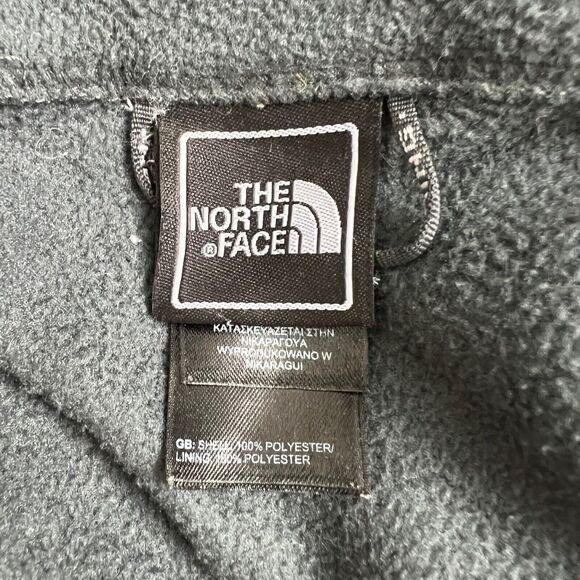 THE
NORTH
® FACE
ΚΑΤΑΣΚΕΥΑΖΕΤΑΙ ΣΤΗΝ
ΝΙΚΑΡΑΓΟΥΑ
WYPRODUKOWANO W
NIKARAGUI
GB: SHELL: 100% POLYESTER/
LINING: 100% POLYESTER